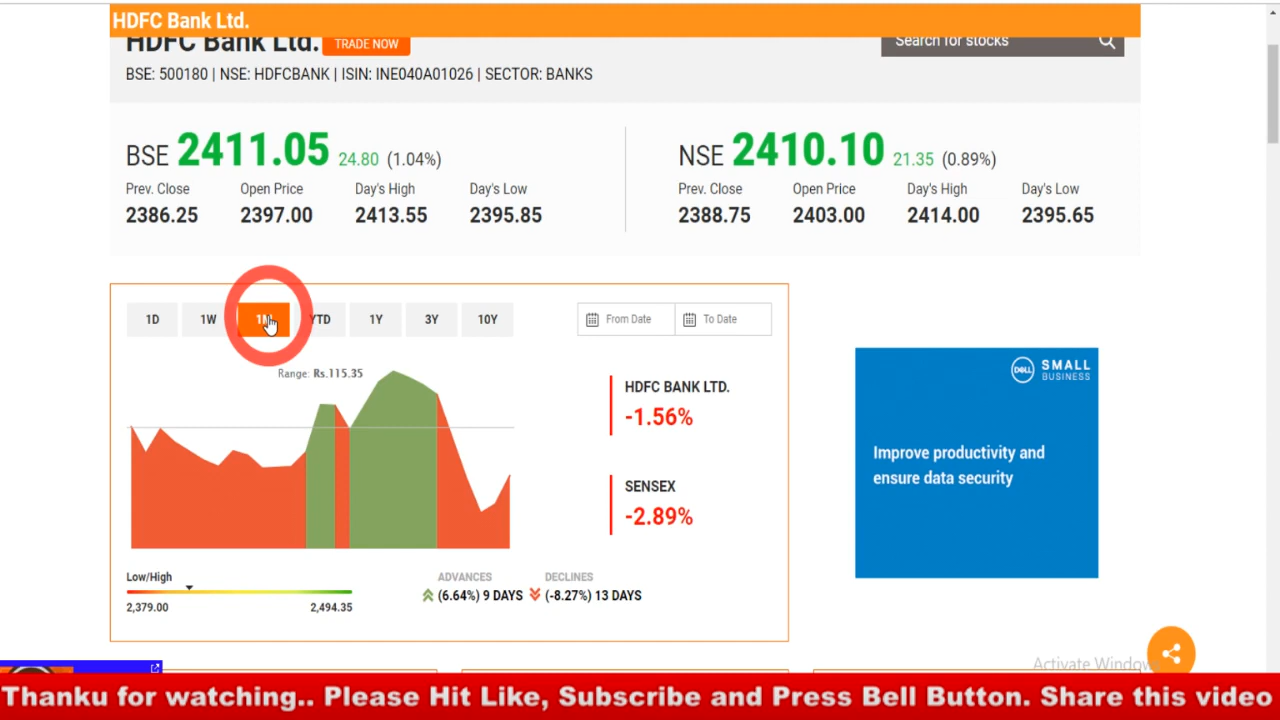 HDFC Bank Ltd.
HDFC Bank Ltd. TRADE NOW
Search for stocks
BSE: 500180 | NSE: HDFCBANK | ISIN: INE040A01026 | SECTOR: BANKS
BSE 2411.05 24.80 (1.04%)
Prev. Close Open Price Day's High Day's Low
2386.25 2397.00 2413.55 2395.85
NSE 2410.10 21.35 (0.89%)
Prev. Close Open Price Day's High Day's Low
2388.75 2403.00 2414.00 2395.65
1D 1W 1M YTD 1Y 3Y 10Y
From Date To Date
Range: Rs.115.35
HDFC BANK LTD.
-1.56%
SENSEX
-2.89%
Low/High
2,379.00 2,494.35
ADVANCES DECLINES
(6.64%) 9 DAYS (-8.27%) 13 DAYS
DELL SMALL
BUSINESS
Improve productivity and
ensure data security
Activate Window
Thanku for watching.. Please Hit Like, Subscribe and Press Bell Button. Share this video